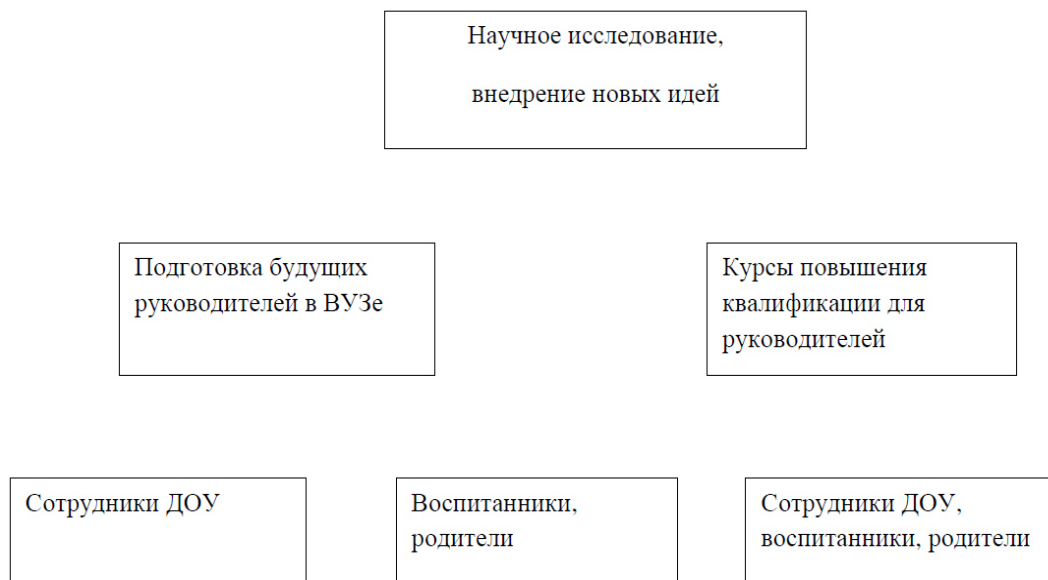 Научное исследование,
внедрение новых идей
Подготовка будущих
руководителей в ВУЗе
Курсы повышения
квалификации для
руководителей
Сотрудники ДОУ
Воспитанники,
родители
Сотрудники ДОУ,
воспитанники, родители